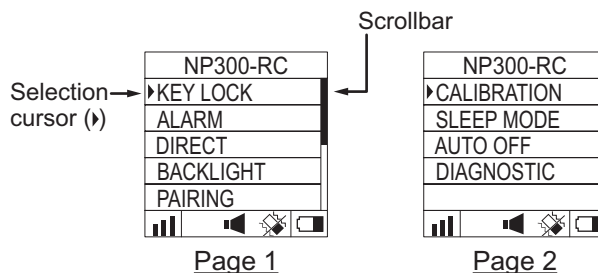 Scrollbar
Selection
cursor (▶)
NP300-RC
KEY LOCK
ALARM
DIRECT
BACKLIGHT
PAIRING
Page 1
NP300-RC
CALIBRATION
SLEEP MODE
AUTO OFF
DIAGNOSTIC
Page 2